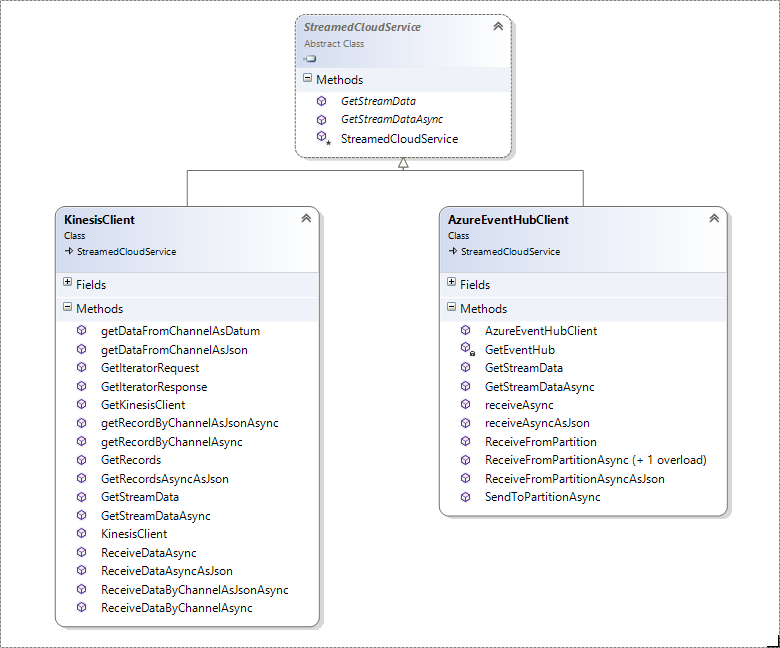 StreamedCloudService
Abstract Class
Methods
GetStreamData
GetStreamDataAsync
StreamedCloudService
KinesisClient
Class
StreamedCloudService
Fields
Methods
getDataFromChannelAsDatum
getDataFromChannelAsJson
GetIteratorRequest
GetIteratorResponse
GetKinesisClient
getRecordByChannelAsJsonAsync
getRecordByChannelAsync
GetRecords
GetRecordsAsyncAsJson
GetStreamData
GetStreamDataAsync
KinesisClient
ReceiveDataAsync
ReceiveDataAsyncAsJson
ReceiveDataByChannelAsJsonAsync
ReceiveDataByChannelAsync
AzureEventHubClient
Class
StreamedCloudService
Fields
Methods
AzureEventHubClient
GetEventHub
GetStreamData
GetStreamDataAsync
receiveAsync
receiveAsyncAsJson
ReceiveFromPartition
ReceiveFromPartitionAsync (+ 1 overload)
ReceiveFromPartitionAsyncAsJson
SendToPartitionAsync